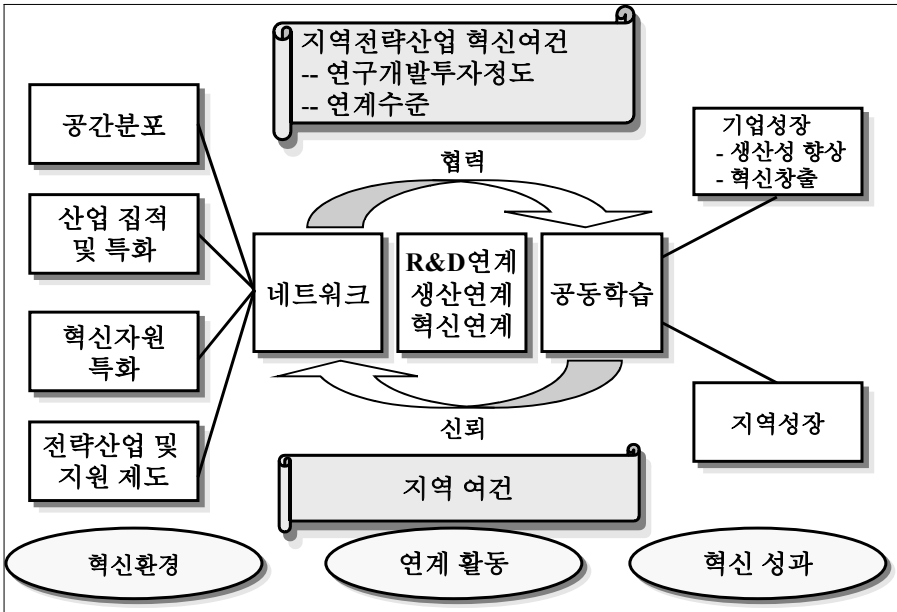 지역전략산업 혁신여건
-- 연구개발투자정도
-- 연계수준
공간분포
산업 집적
및 특화
혁신자원
특화
전략산업 및
지원 제도
협력
네트워크
R&D연계
생산연계
혁신연계
공동학습
신뢰
기업성장
- 생산성 향상
- 혁신창출
지역성장
지역 여건
혁신환경
연계 활동
혁신 성과